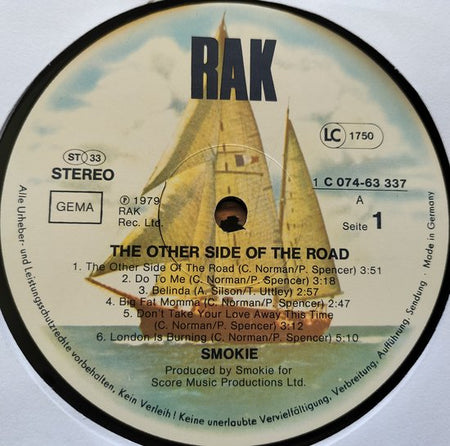 RAK
ST 33
STEREO
GEMA
℗ 1979
RAK
Rec. Ltd.
LC 1750
1 C 074-63 337
A
Seite 1
THE OTHER SIDE OF THE ROAD
1. The Other Side Of The Road (C. Norman/P. Spencer) 3:51
2. Do To Me (C. Norman/P. Spencer) 3:18
3. Belinda (A. Silson/T. Uttley) 2:57
4. Big Fat Momma (C. Norman/P. Spencer) 2:47
5. Don't Take Your Love Away This Time
(C. Norman/P. Spencer) 3:12
6. London Is Burning (C. Norman/P. Spencer) 5:10
SMOKIE
Produced by Smokie for
Score Music Productions Ltd.
Alle Urheber- und Leistungsschutzrechte vorbehalten. Kein Verleih! Keine unerlaubte Vervielfältigung, Verbreitung, Aufführung, Sendung · Made in Germany